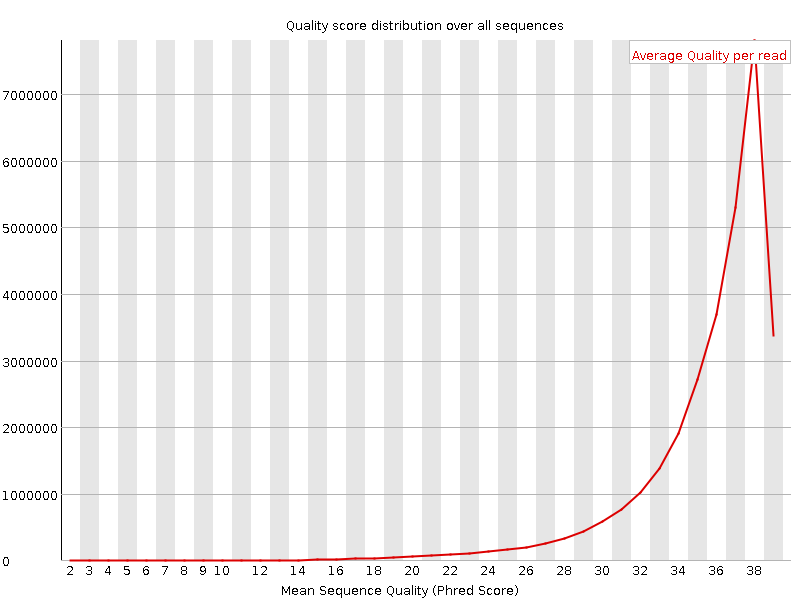 Quality score distribution over all sequences
Average Quality per read
7000000
6000000
5000000
4000000
3000000
2000000
1000000
0
2 3 4 5 6 7 8 9 10 12 14 16 18 20 22 24 26 28 30 32 34 36 38
Mean Sequence Quality (Phred Score)